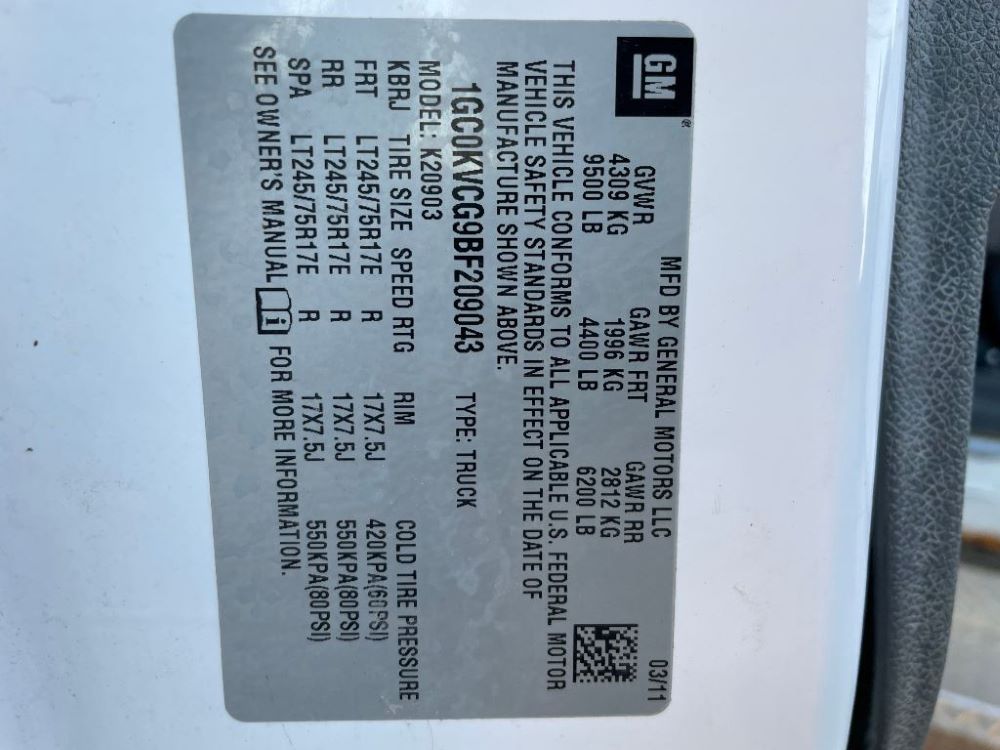 GM®
MFD BY GENERAL MOTORS LLC 03/11
GVWR GAWR FRT GAWR RR
4309 KG 1996 KG 2812 KG
9500 LB 4400 LB 6200 LB
THIS VEHICLE CONFORMS TO ALL APPLICABLE U.S. FEDERAL MOTOR
VEHICLE SAFETY STANDARDS IN EFFECT ON THE DATE OF
MANUFACTURE SHOWN ABOVE.
1GC0KVCG9BF209043 TYPE: TRUCK
MODEL: K20903
KBRJ TIRE SIZE SPEED RTG RIM COLD TIRE PRESSURE
FRT LT245/75R17E R 17X7.5J 420KPA(60PSI)
RR LT245/75R17E R 17X7.5J 550KPA(80PSI)
SPA LT245/75R17E R 17X7.5J 550KPA(80PSI)
SEE OWNER'S MANUAL i FOR MORE INFORMATION.